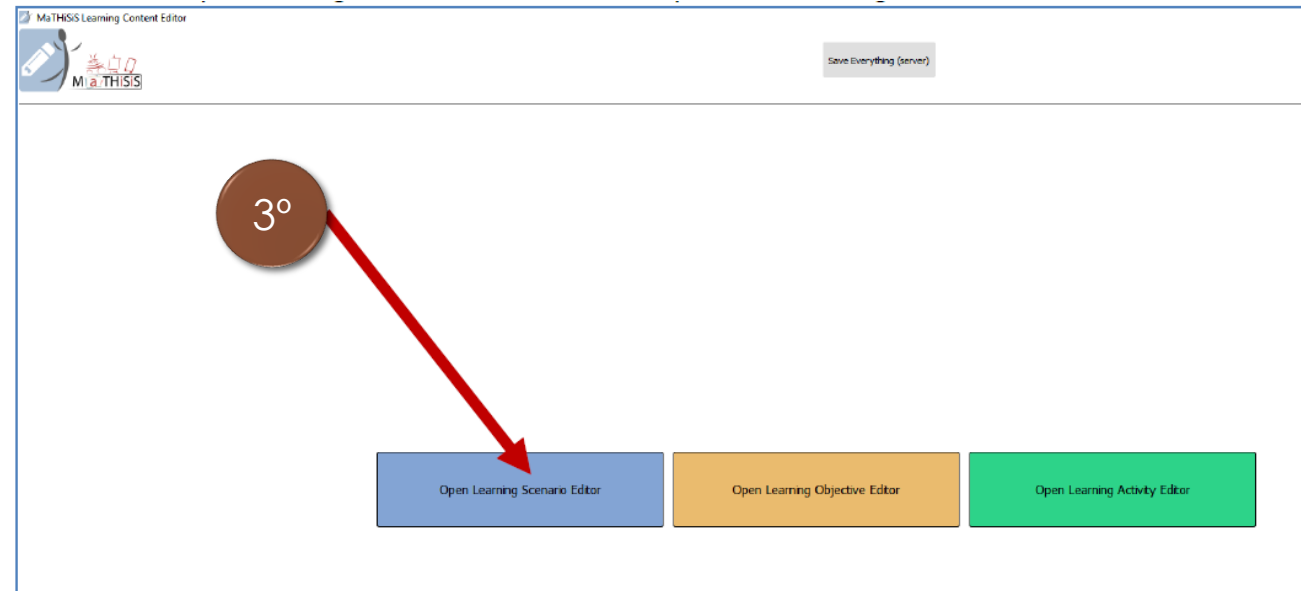 MaTHiSiS Learning Content Editor
MaTHiSiS
Save Everything (server)
3º
Open Learning Scenario Editor
Open Learning Objective Editor
Open Learning Activity Editor